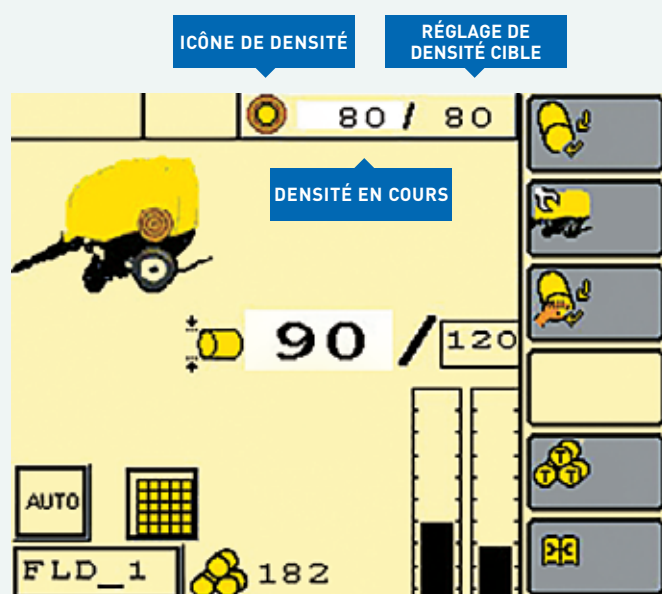 ICÔNE DE DENSITÉ
RÉGLAGE DE
DENSITÉ CIBLE
80 / 80
DENSITÉ EN COURS
90 / 120
AUTO
FLD_1
182
T T T